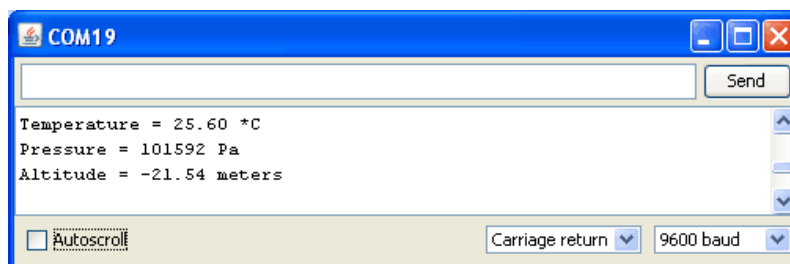 COM19
Send
Temperature = 25.60 *C
Pressure = 101592 Pa
Altitude = -21.54 meters
Autoscroll
Carriage return
9600 baud